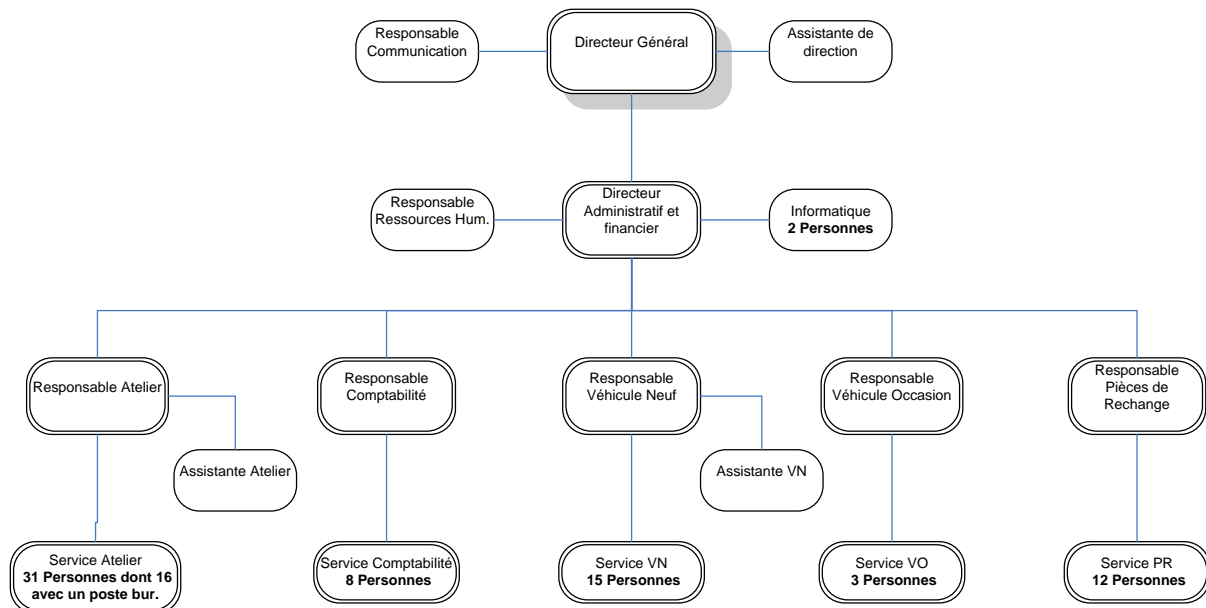 Responsable
Communication
Directeur Général
Assistante de
direction
Responsable
Ressources Hum.
Directeur
Administratif et
financier
Informatique
2 Personnes
Responsable Atelier
Responsable
Comptabilité
Responsable
Véhicule Neuf
Responsable
Véhicule Occasion
Responsable
Pièces de
Rechange
Assistante Atelier
Assistante VN
Service Atelier
31 Personnes dont 16
avec un poste bur.
Service Comptabilité
8 Personnes
Service VN
15 Personnes
Service VO
3 Personnes
Service PR
12 Personnes